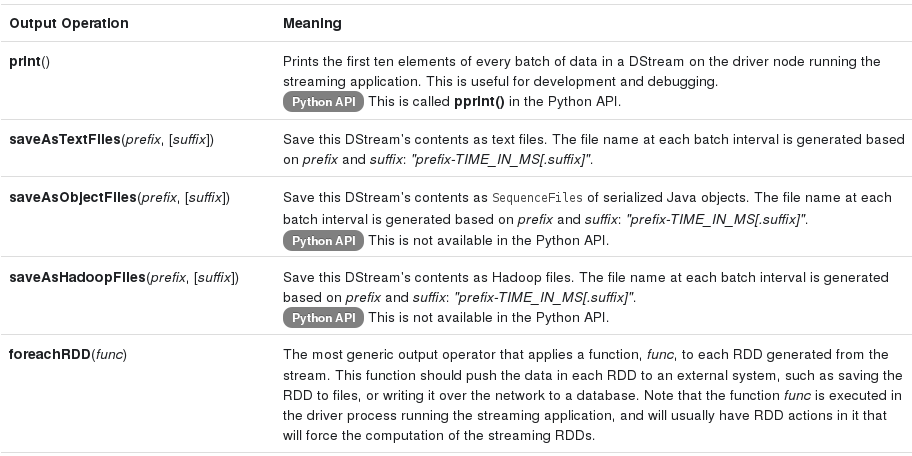 Output Operation Meaning
print() Prints the first ten elements of every batch of data in a DStream on the driver node running the
streaming application. This is useful for development and debugging.
Python API This is called pprint() in the Python API.
saveAsTextFiles(prefix, [suffix]) Save this DStream's contents as text files. The file name at each batch interval is generated based
on prefix and suffix: "prefix-TIME_IN_MS[.suffix]".
saveAsObjectFiles(prefix, [suffix]) Save this DStream's contents as SequenceFiles of serialized Java objects. The file name at each
batch interval is generated based on prefix and suffix: "prefix-TIME_IN_MS[.suffix]".
Python API This is not available in the Python API.
saveAsHadoopFiles(prefix, [suffix]) Save this DStream's contents as Hadoop files. The file name at each batch interval is generated
based on prefix and suffix: "prefix-TIME_IN_MS[.suffix]".
Python API This is not available in the Python API.
foreachRDD(func) The most generic output operator that applies a function, func, to each RDD generated from the
stream. This function should push the data in each RDD to an external system, such as saving the
RDD to files, or writing it over the network to a database. Note that the function func is executed in
the driver process running the streaming application, and will usually have RDD actions in it that
will force the computation of the streaming RDDs.